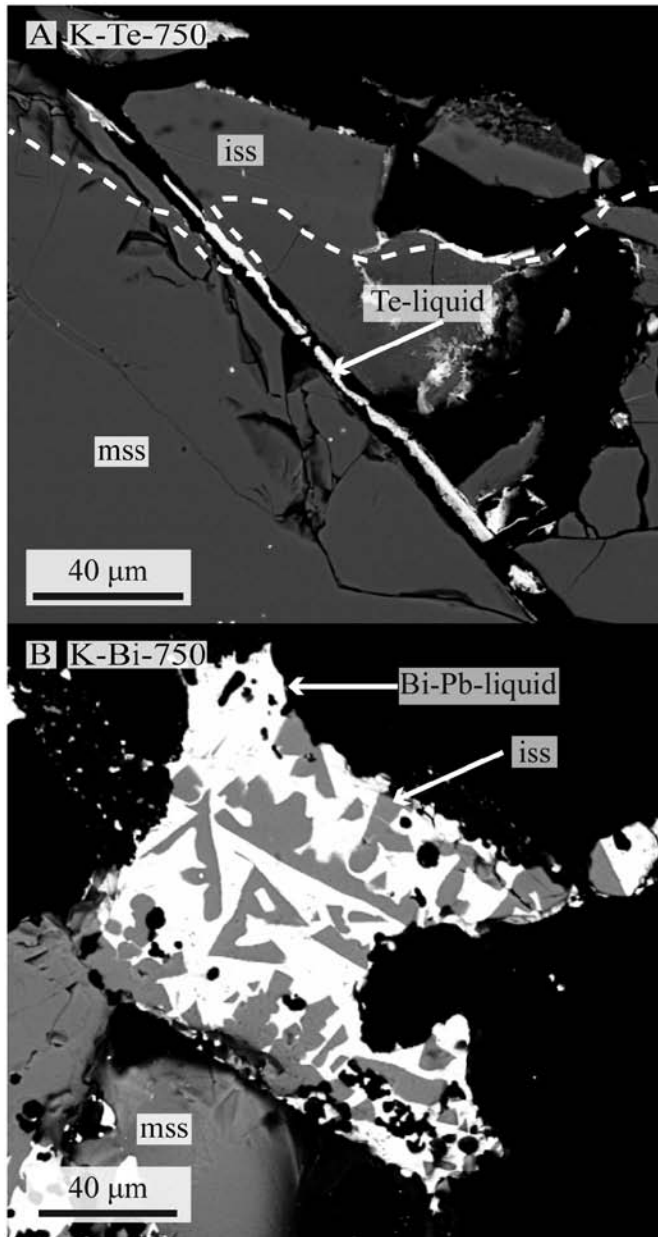 A K-Te-750
iss
Te-liquid
mss
40 μm
B K-Bi-750
Bi-Pb-liquid
iss
mss
40 μm